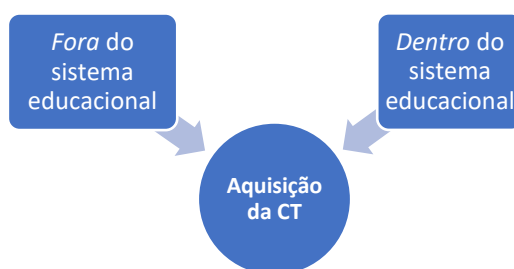 Fora do
sistema
educacional
Dentro do
sistema
educacional
Aquisição
da CT